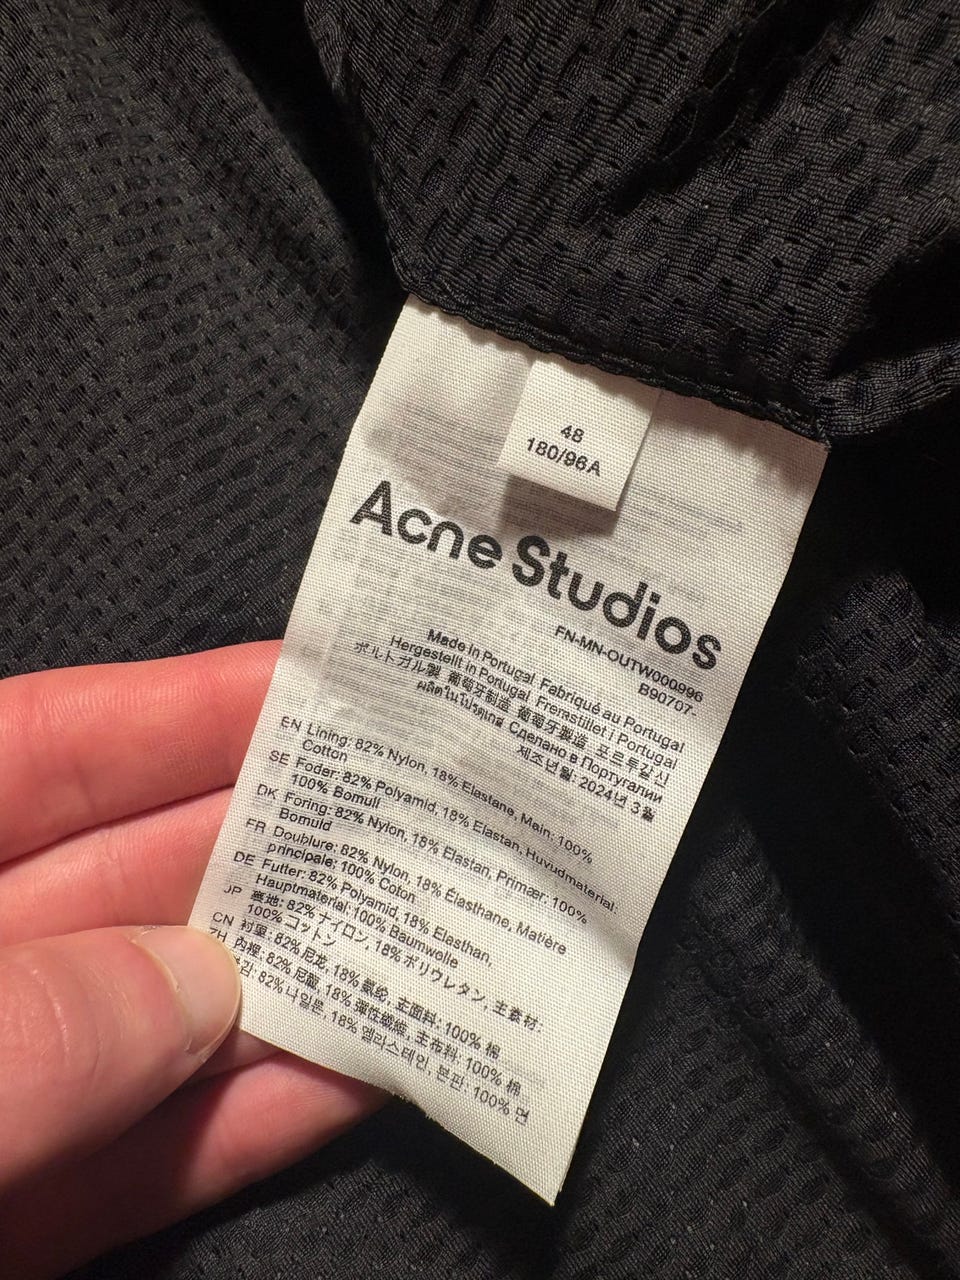 48
180/96A
Acne Studios
FN-MN-OUTW000996
B90707-
Made in Portugal Fabriqué au Portugal
Hergestellt in Portugal Fremstillet i Portugal
ポルトガル製 葡萄牙制造 葡萄牙製造 포르투갈산
ผลิตในโปรตุเกส Сделано в Португалии
제조년월: 2024년 3월
EN Lining: 82% Nylon, 18% Elastane, Main: 100%
Cotton
SE Foder: 82% Polyamid, 18% Elastan, Huvudmaterial:
100% Bomull
DK Foring: 82% Nylon, 18% Elastan, Primær: 100%
Bomuld
FR Doublure: 82% Nylon, 18% Élasthane, Matière
principale: 100% Coton
DE Futter: 82% Polyamid, 18% Elasthan,
Hauptmaterial: 100% Baumwolle
JP 裏地: 82% ナイロン, 18% ポリウレタン, 主素材:
100% コットン
CN 衬里: 82% 尼龙, 18% 氨纶, 主面料: 100% 棉
ZH 內裡: 82% 尼龍, 18% 彈性纖維, 主布料: 100% 棉
82% 나일론, 18% 엘라스테인, 본판: 100% 면